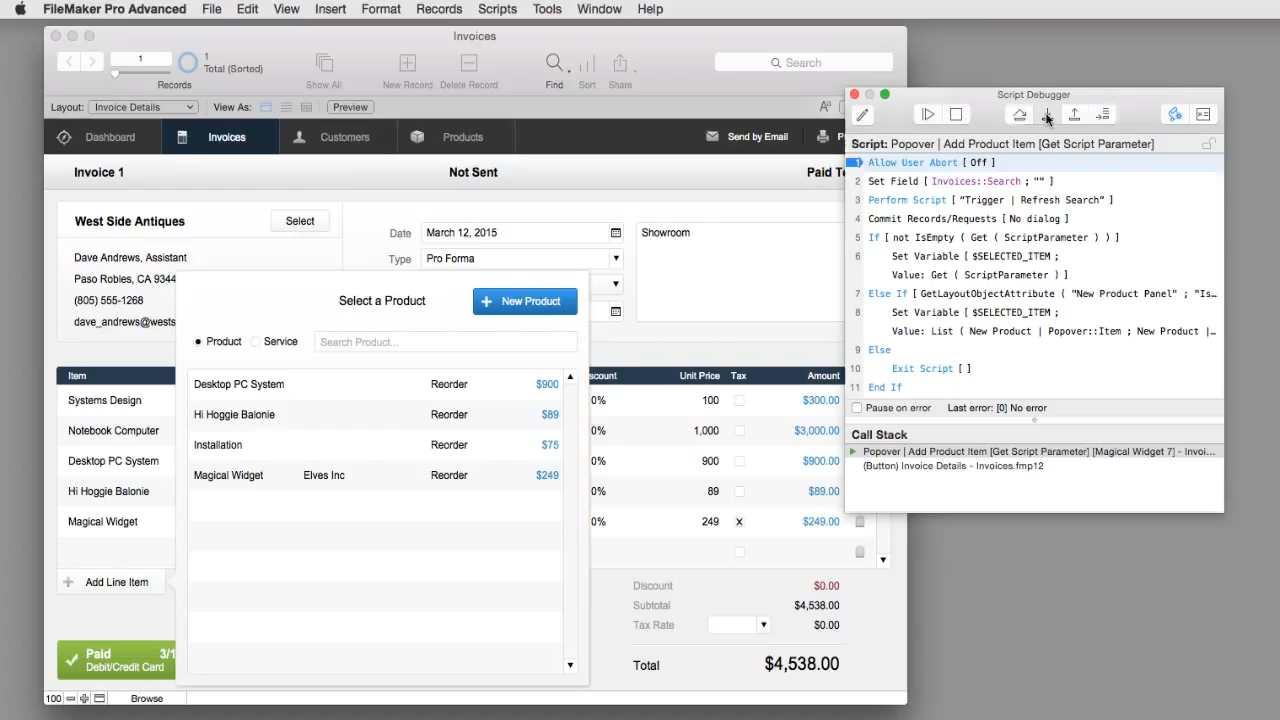 FileMaker Pro Advanced File Edit View Insert Format Records Scripts Tools Window Help
Invoices
1
1
Total (Sorted)
Records
Show All
New Record
Delete Record
Find
Sort
Share
Search
Layout:
Invoice Details
View As:
Preview
Dashboard
Invoices
Customers
Products
Send by Email
Invoice 1
Not Sent
West Side Antiques
Select
Dave Andrews, Assistant
Paso Robles, CA 9344
(805) 555-1268
dave_andrews@wests
Date
March 12, 2015
Type
Pro Forma
Showroom
Select a Product
New Product
Product
Service
Search Product...
Desktop PC System Reorder $900
Hi Hoggie Balonie Reorder $89
Installation Reorder $75
Magical Widget Elves Inc Reorder $249
Item
Unit Price Tax Amount
Systems Design 0% 100 $300.00
Notebook Computer 0% 1,000 $3,000.00
Desktop PC System 0% 900 $900.00
Hi Hoggie Balonie 0% 89 $89.00
Magical Widget 0% 249 X $249.00
Add Line Item
Paid 3/1
Debit/Credit Card
Discount $0.00
Subtotal $4,538.00
Tax Rate $0.00
Total $4,538.00
100
Browse
Script Debugger
Script: Popover | Add Product Item [Get Script Parameter]
1 Allow User Abort [ Off ]
2 Set Field [ Invoices::Search ; "" ]
3 Perform Script [ “Trigger | Refresh Search” ]
4 Commit Records/Requests [ No dialog ]
5 If [ not IsEmpty ( Get ( ScriptParameter ) ) ]
6 Set Variable [ $SELECTED_ITEM ;
Value: Get ( ScriptParameter ) ]
7 Else If [ GetLayoutObjectAttribute ( "New Product Panel" ; "Is...
8 Set Variable [ $SELECTED_ITEM ;
Value: List ( New Product | Popover::Item ; New Product |...
9 Else
10 Exit Script [ ]
11 End If
Pause on error
Last error: [0] No error
Call Stack
Popover | Add Product Item [Get Script Parameter] [Magical Widget 7] - Invoi...
(Button) Invoice Details - Invoices.fmp12